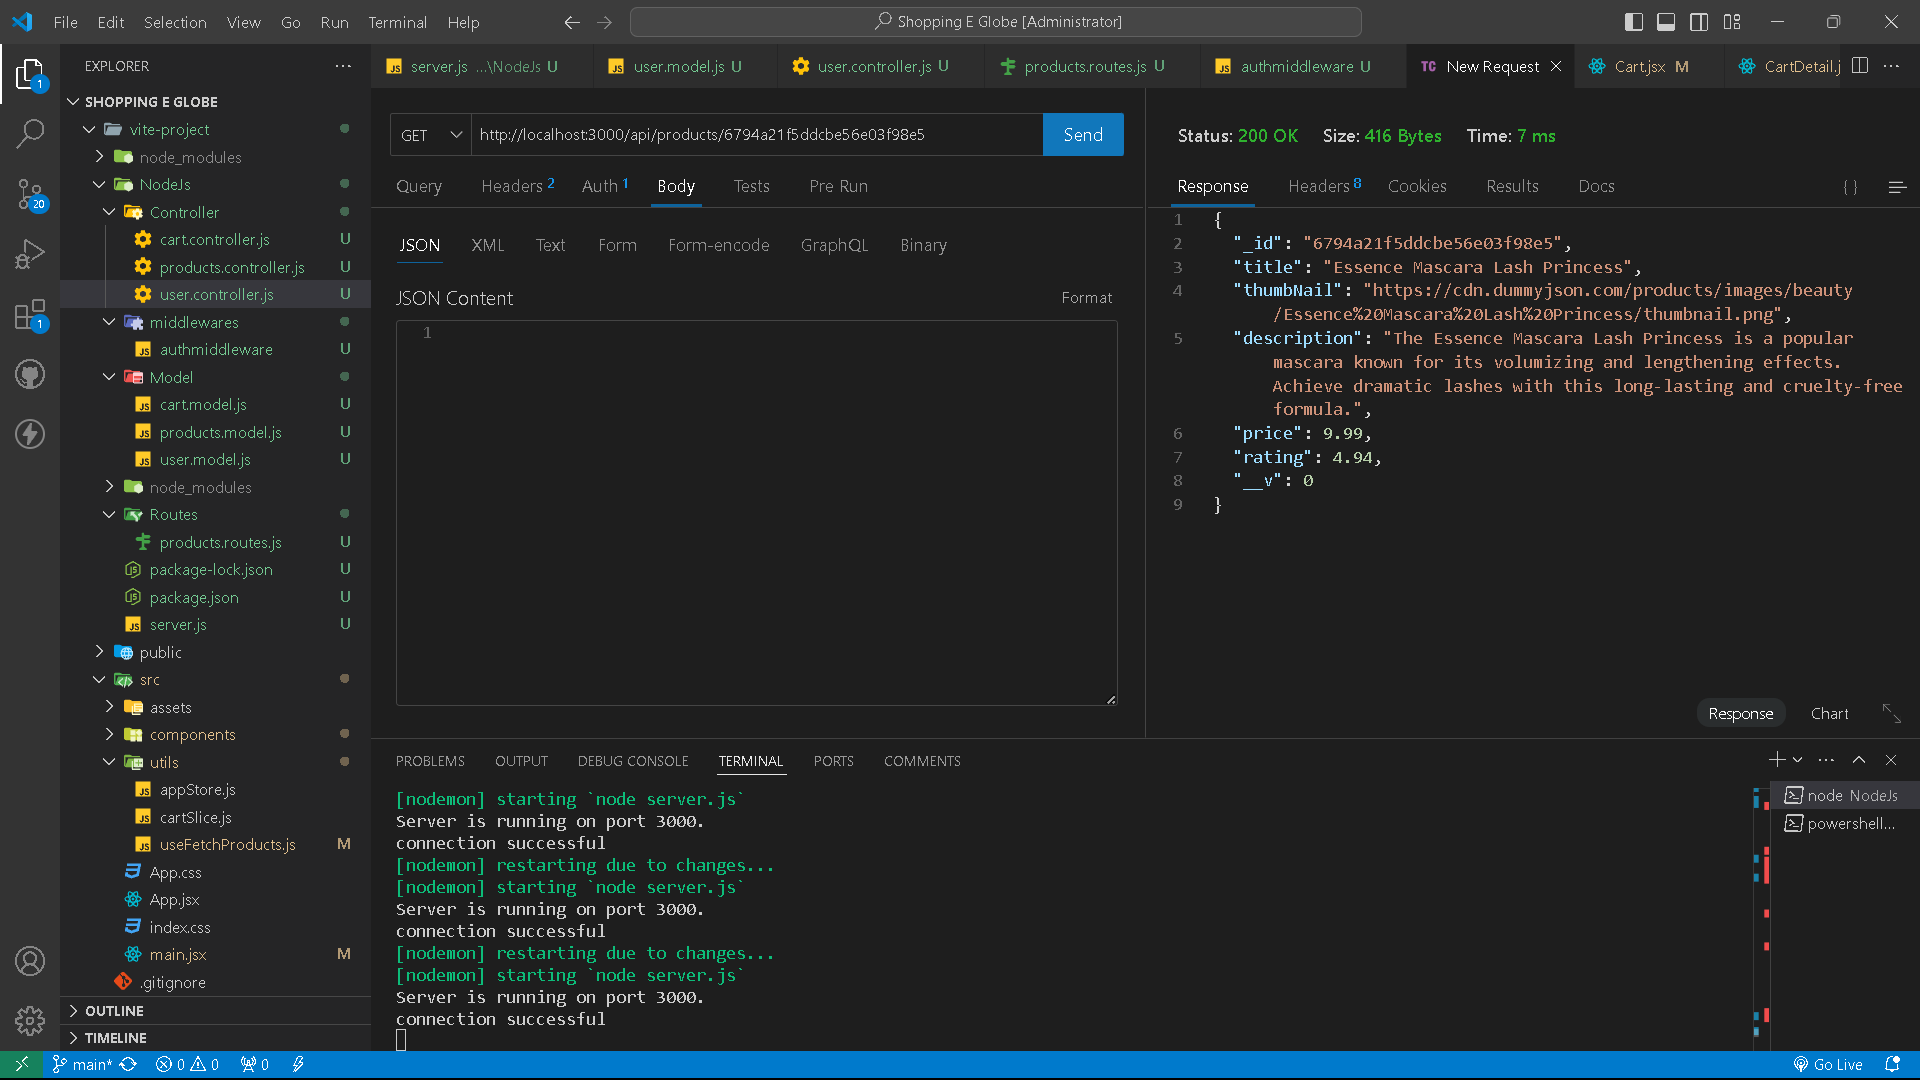 File Edit Selection View Go Run Terminal Help
Shopping E Globe [Administrator]
EXPLORER
SHOPPING E GLOBE
vite-project
node_modules
NodeJs
Controller
cart.controller.js U
products.controller.js U
user.controller.js U
middlewares
authmiddleware U
Model
cart.model.js U
products.model.js U
user.model.js U
node_modules
Routes
products.routes.js U
package-lock.json U
package.json U
server.js U
public
src
assets
components
utils
appStore.js
cartSlice.js
useFetchProducts.js M
App.css
App.jsx
index.css
main.jsx M
.gitignore
OUTLINE
TIMELINE
1
20
1
server.js ...\NodeJs U
user.model.js U
user.controller.js U
products.routes.js U
authmiddleware U
TC New Request
Cart.jsx M
CartDetail.j
GET http://localhost:3000/api/products/6794a21f5ddcbe56e03f98e5 Send
Query Headers 2 Auth 1 Body Tests Pre Run
JSON XML Text Form Form-encode GraphQL Binary
JSON Content Format
1
Status: 200 OK Size: 416 Bytes Time: 7 ms
Response Headers 8 Cookies Results Docs { }
1 {
2 "_id": "6794a21f5ddcbe56e03f98e5",
3 "title": "Essence Mascara Lash Princess",
4 "thumbNail": "https://cdn.dummyjson.com/products/images/beauty
/Essence%20Mascara%20Lash%20Princess/thumbnail.png",
5 "description": "The Essence Mascara Lash Princess is a popular
mascara known for its volumizing and lengthening effects.
Achieve dramatic lashes with this long-lasting and cruelty-free
formula.",
6 "price": 9.99,
7 "rating": 4.94,
8 "__v": 0
9 }
Response Chart
PROBLEMS OUTPUT DEBUG CONSOLE TERMINAL PORTS COMMENTS
[nodemon] starting `node server.js`
Server is running on port 3000.
connection successful
[nodemon] restarting due to changes...
[nodemon] starting `node server.js`
Server is running on port 3000.
connection successful
[nodemon] restarting due to changes...
[nodemon] starting `node server.js`
Server is running on port 3000.
connection successful
node NodeJs
powershell...
main* 0 0 0
Go Live